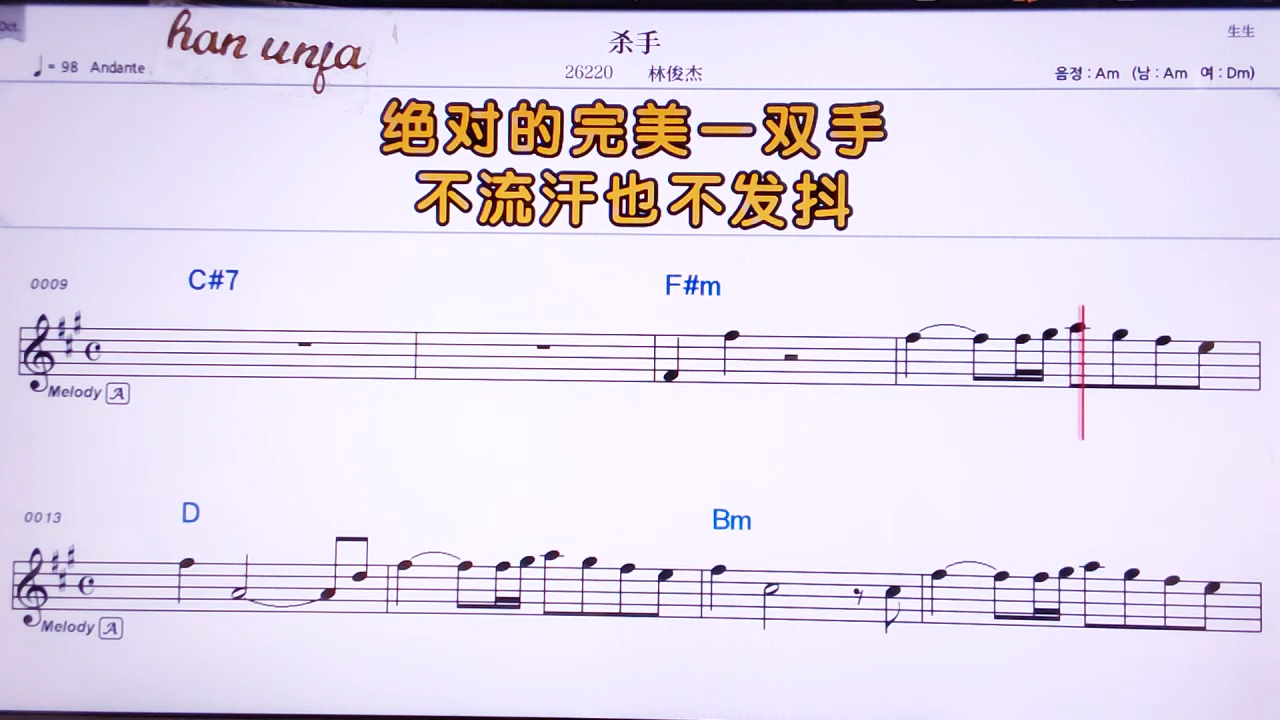 Oct.
han unfa
杀手
生生
♩= 98 Andante
26220 林俊杰
음정 : Am (남 : Am 여 : Dm)
绝对的完美一双手
不流汗也不发抖
0009
C#7 F#m
Melody A
0013
D Bm
Melody A